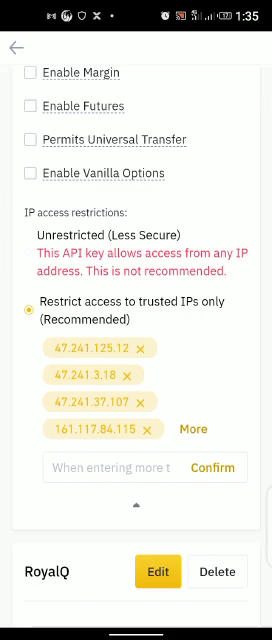 1:35
Enable Margin
Enable Futures
Permits Universal Transfer
Enable Vanilla Options
IP access restrictions:
Unrestricted (Less Secure)
This API key allows access from any IP
address. This is not recommended.
Restrict access to trusted IPs only
(Recommended)
47.241.125.12 ×
47.241.3.18 ×
47.241.37.107 ×
161.117.84.115 × More
When entering more t Confirm
RoyalQ Edit Delete